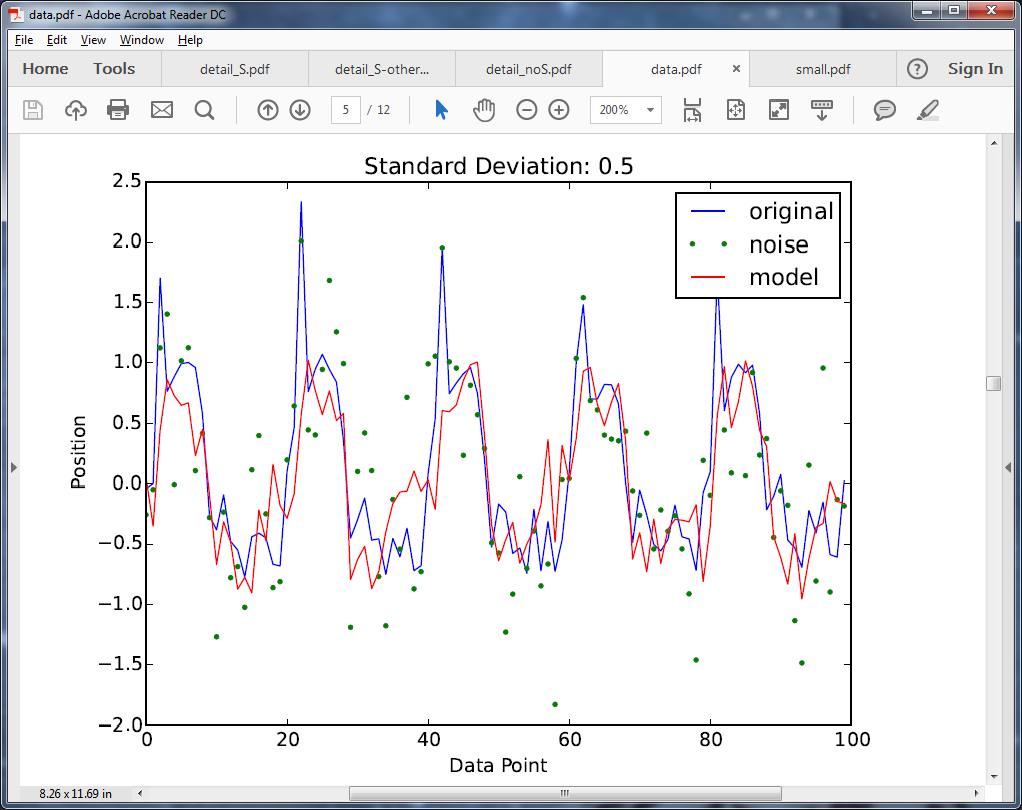 data.pdf - Adobe Acrobat Reader DC
File Edit View Window Help
Home Tools detail_S.pdf detail_S-other... detail_noS.pdf data.pdf × small.pdf ? Sign In
5 / 12 200%
Standard Deviation: 0.5
2.5
2.0
1.5
1.0
0.5
0.0
−0.5
−1.0
−1.5
−2.0
Position
original
noise
model
0 20 40 60 80 100
Data Point
8.26 x 11.69 in